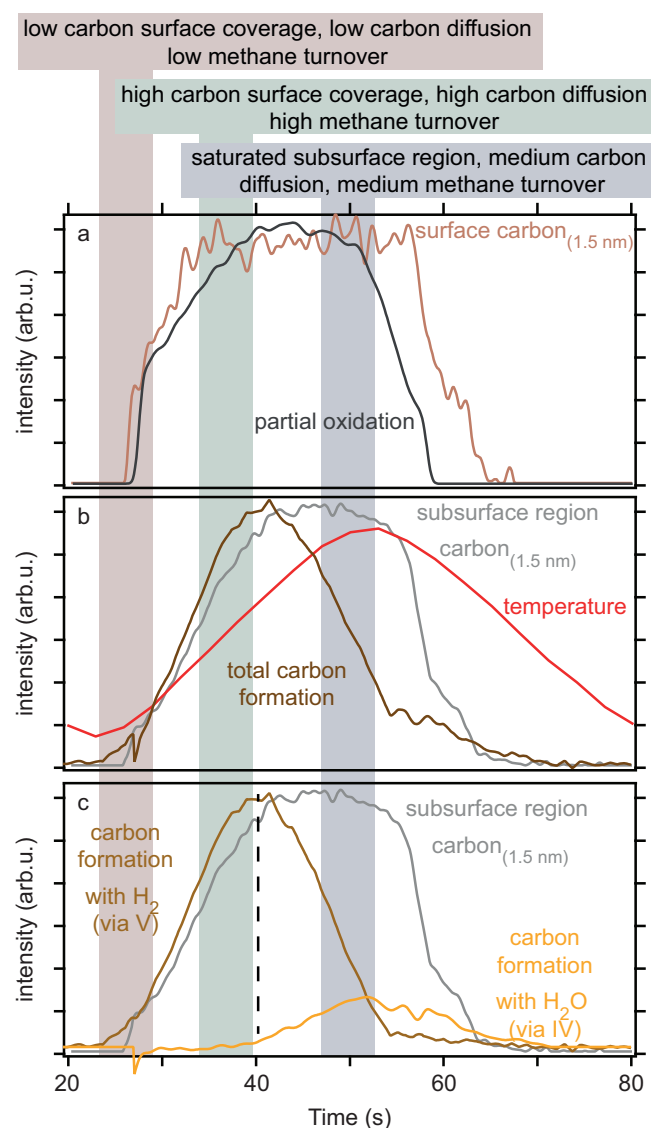 low carbon surface coverage, low carbon diffusion
low methane turnover
high carbon surface coverage, high carbon diffusion
high methane turnover
saturated subsurface region, medium carbon
diffusion, medium methane turnover
a
surface carbon(1.5 nm)
partial oxidation
intensity (arb.u.)
b
subsurface region
carbon(1.5 nm)
temperature
total carbon
formation
intensity (arb.u.)
c
subsurface region
carbon(1.5 nm)
carbon
formation
with H2
(via V)
carbon
formation
with H2O
(via IV)
intensity (arb.u.)
20 40 60 80
Time (s)